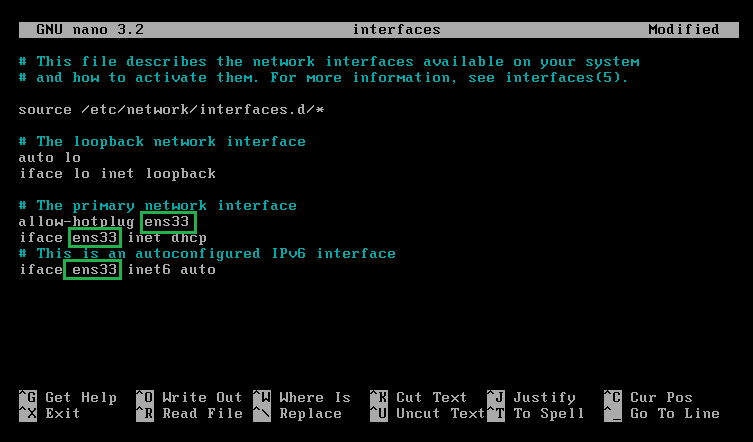 GNU nano 3.2 interfaces Modified
# This file describes the network interfaces available on your system
# and how to activate them. For more information, see interfaces(5).
source /etc/network/interfaces.d/*
# The loopback network interface
auto lo
iface lo inet loopback
# The primary network interface
allow-hotplug ens33
iface ens33 inet dhcp
# This is an autoconfigured IPv6 interface
iface ens33 inet6 auto
^G Get Help ^O Write Out ^W Where Is ^K Cut Text ^J Justify ^C Cur Pos
^X Exit ^R Read File ^\ Replace ^U Uncut Text ^T To Spell ^_ Go To Line